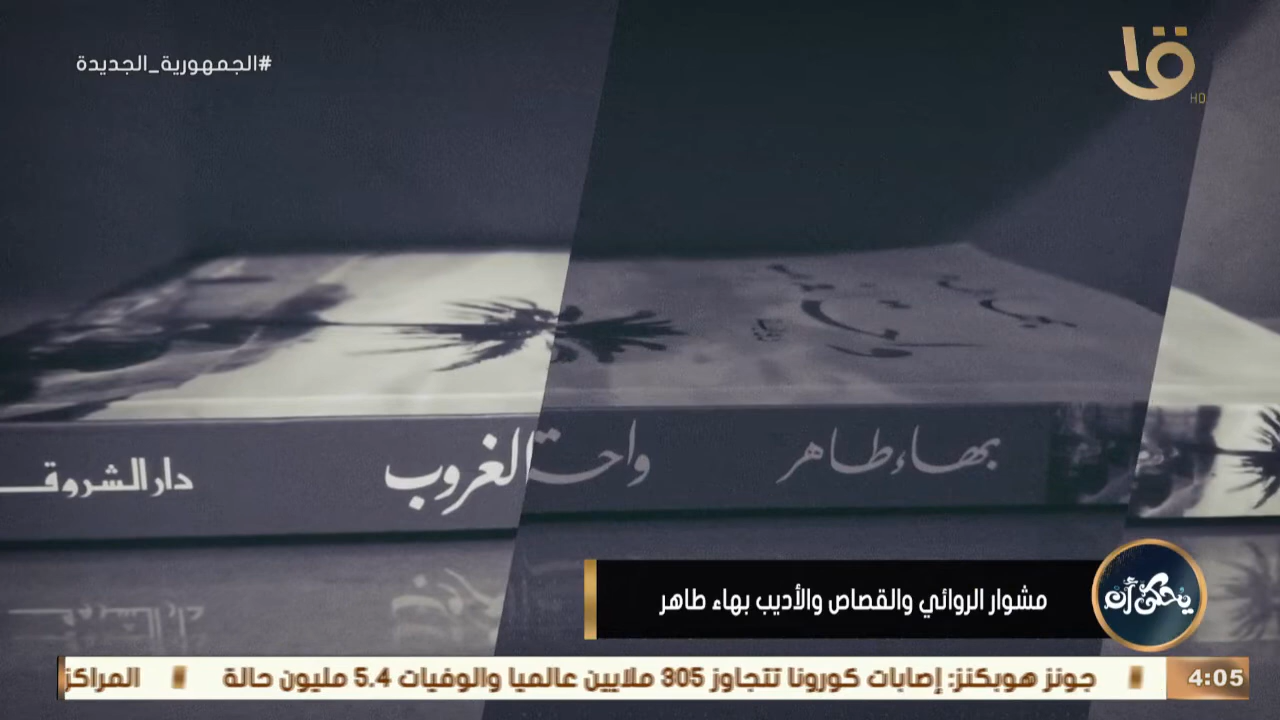 #الجمهورية_الجديدة
HD
بهاء طاهر
واحة الغروب
دار الشروق
مشوار الروائي والقصاص والأديب بهاء طاهر
يحكى أن
جونز هوبكنز: إصابات كورونا تتجاوز 305 ملايين عالميا والوفيات 5.4 مليون حالة
المراكز
4:05